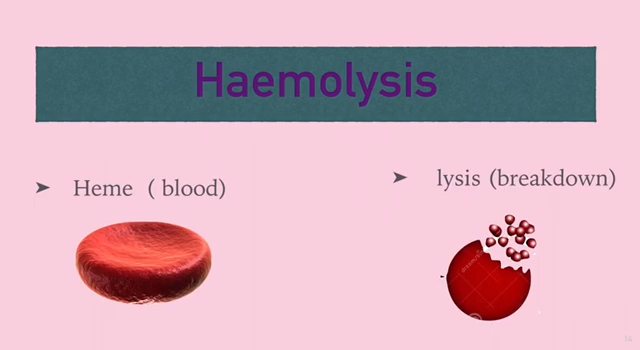 Haemolysis
➤ Heme ( blood)
➤ lysis (breakdown)